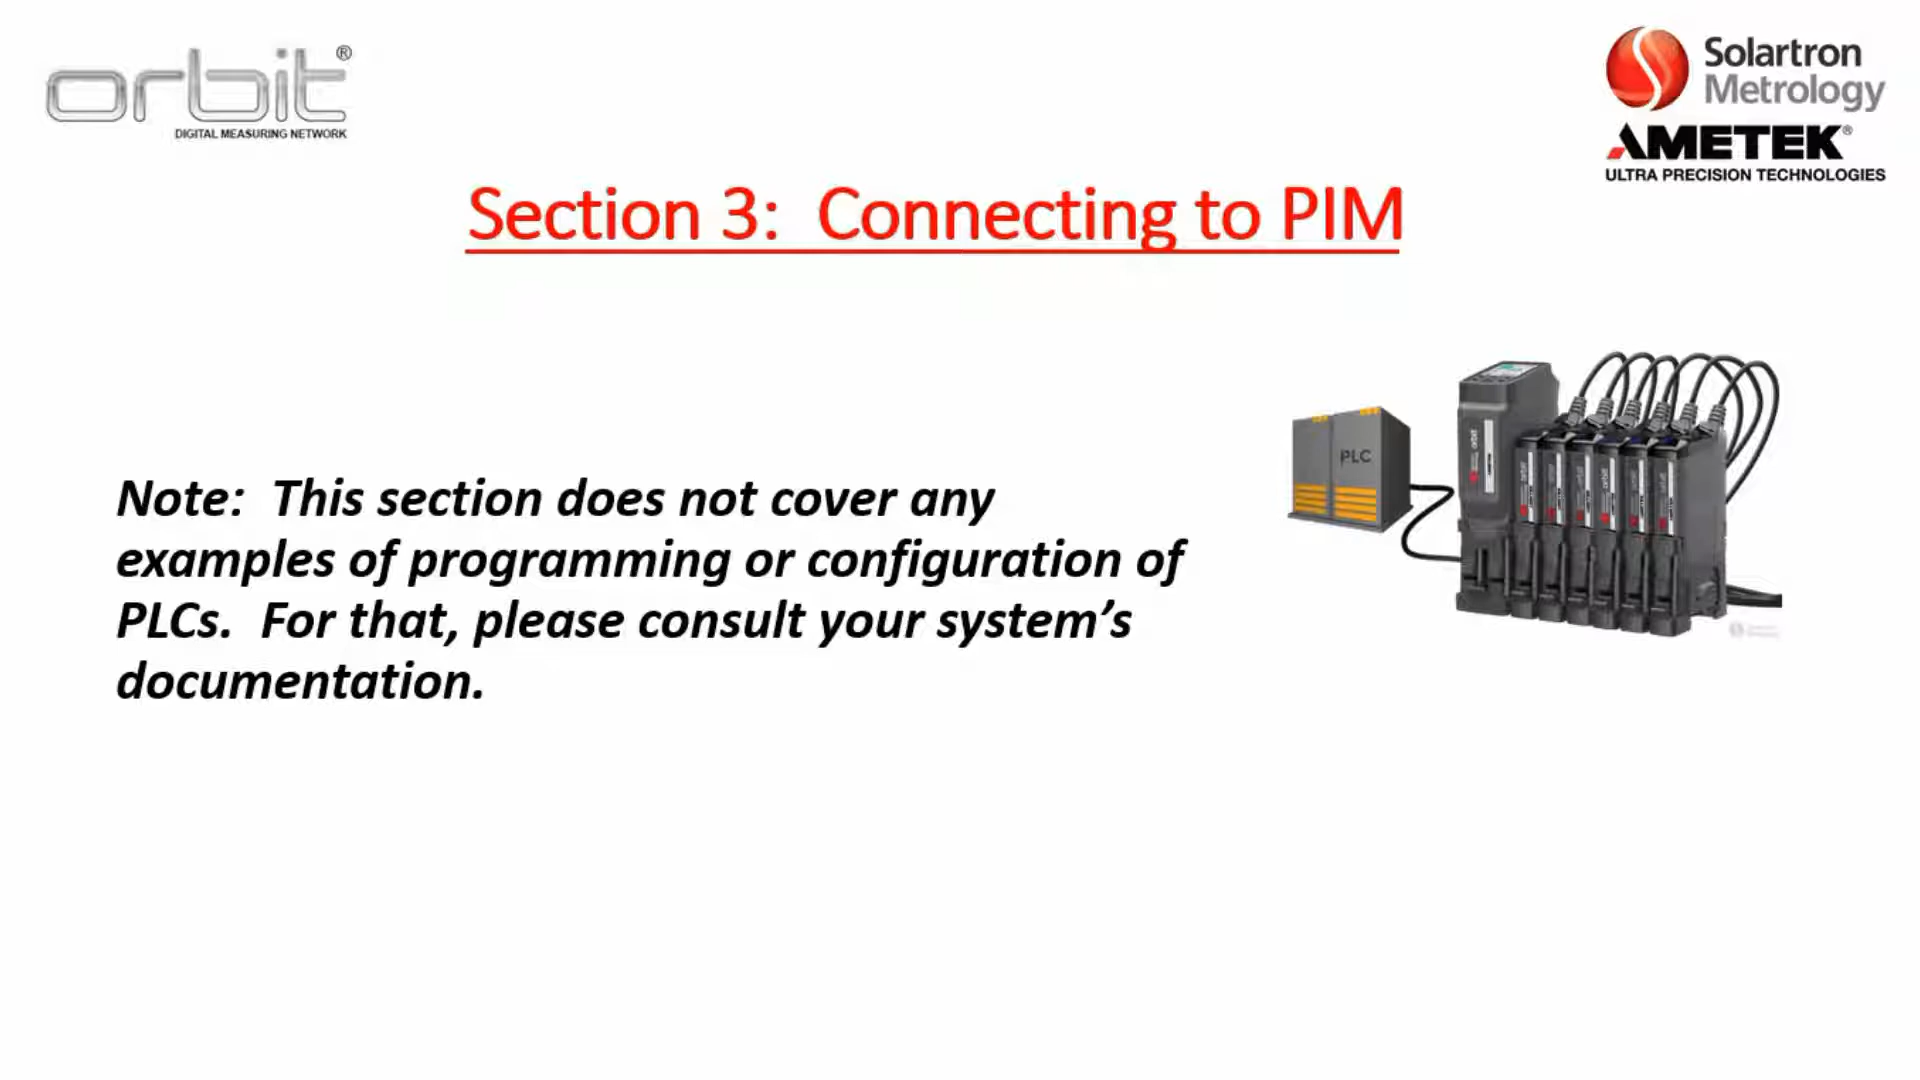 orbit®
DIGITAL MEASURING NETWORK
Solartron
Metrology
AMETEK®
ULTRA PRECISION TECHNOLOGIES
Section 3:  Connecting to PIM
PLC
orbit
Note:  This section does not cover any
examples of programming or configuration of
PLCs.  For that, please consult your system’s
documentation.